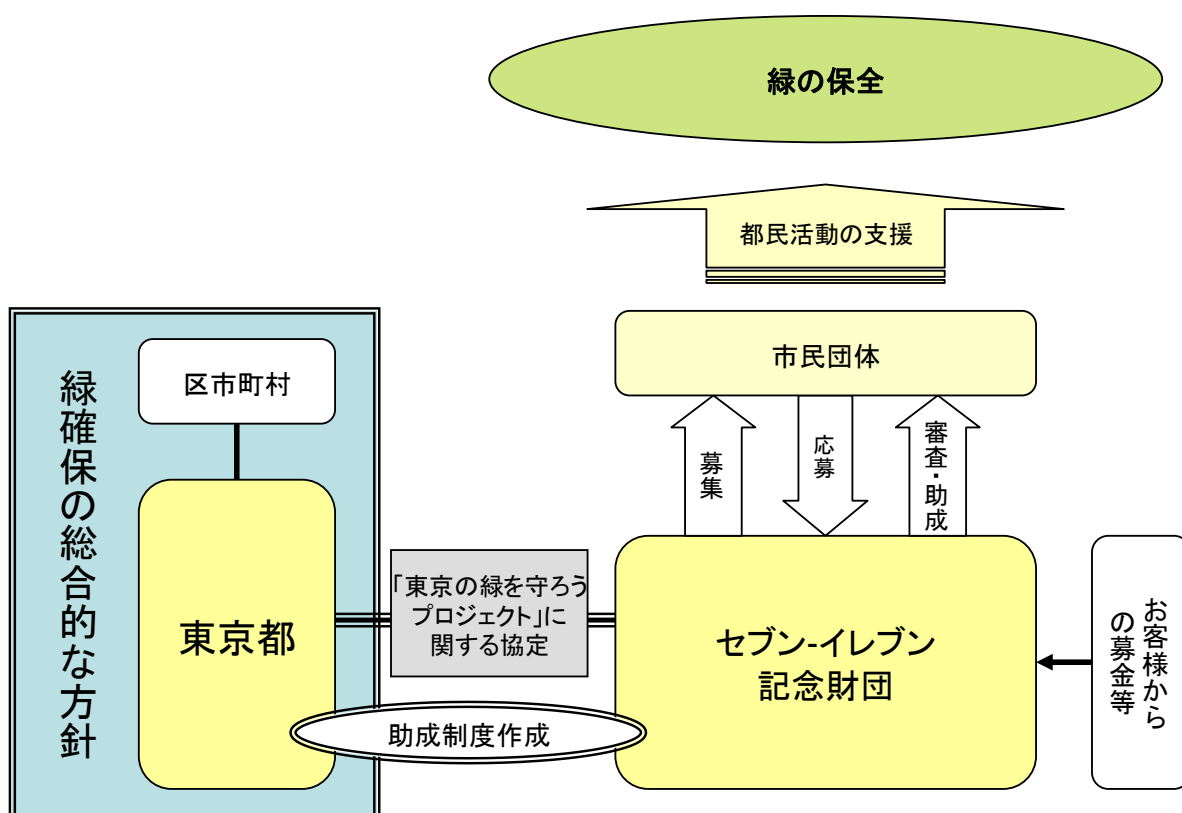 緑の保全
都民活動の支援
市民団体
募集
応募
審査・助成
緑確保の総合的な方針
区市町村
東京都
「東京の緑を守ろう
プロジェクト」に
関する協定
助成制度作成
セブン-イレブン
記念財団
お客様から
の募金等